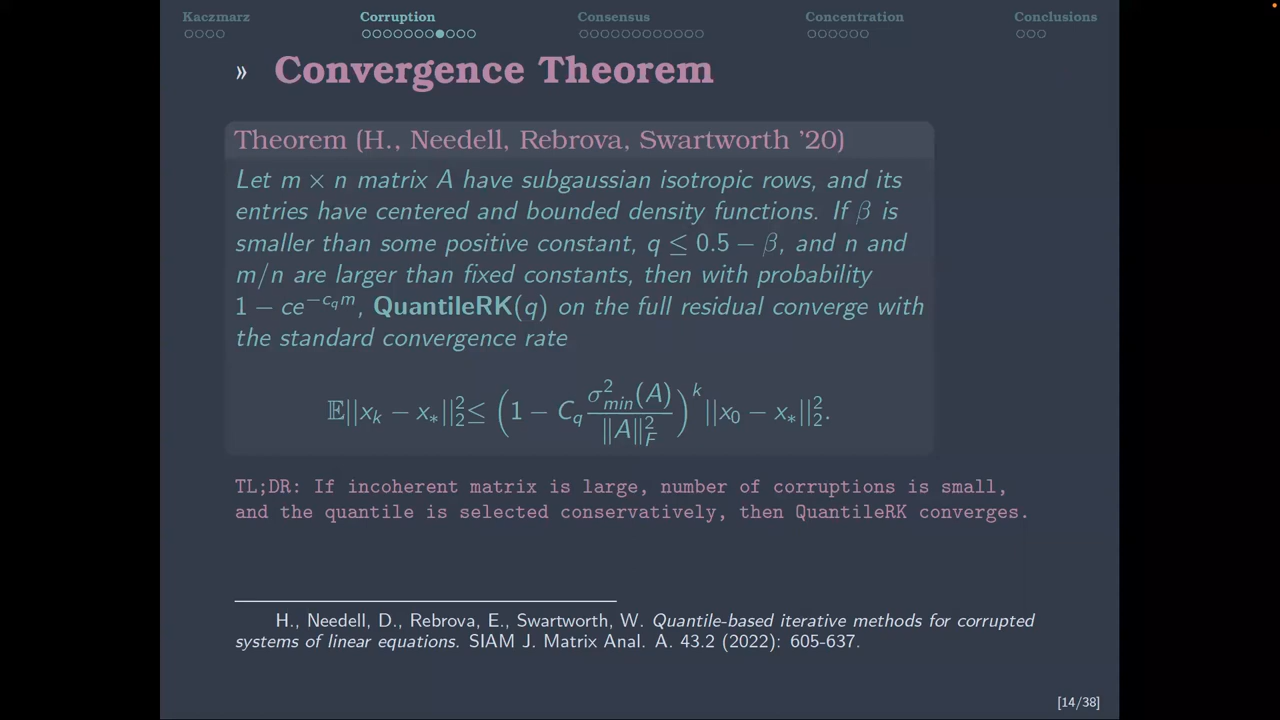 Kaczmarz Corruption Consensus Concentration Conclusions
» Convergence Theorem
Theorem (H., Needell, Rebrova, Swartworth '20)
Let m × n matrix A have subgaussian isotropic rows, and its
entries have centered and bounded density functions. If β is
smaller than some positive constant, q ≤ 0.5 − β, and n and
m/n are larger than fixed constants, then with probability
1 − ce^{−c_q m}, QuantileRK(q) on the full residual converge with
the standard convergence rate
𝔼||x_k − x_*||_2^2 ≤ (1 − C_q σ_{min}^2(A) / ‖A‖_F^2)^k ||x_0 − x_*||_2^2.
TL;DR: If incoherent matrix is large, number of corruptions is small,
and the quantile is selected conservatively, then QuantileRK converges.
H., Needell, D., Rebrova, E., Swartworth, W. Quantile-based iterative methods for corrupted
systems of linear equations. SIAM J. Matrix Anal. A. 43.2 (2022): 605-637.
[14/38]